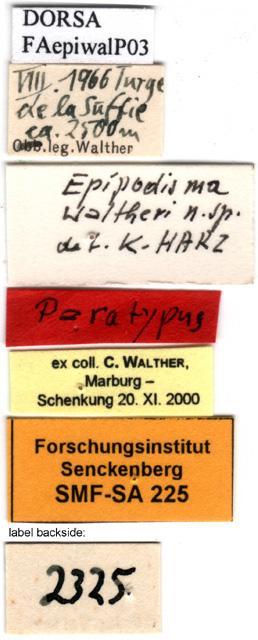 DORSA
FAepiwalP03
VIII. 1966 Turge
de la Suffie
ca. 2500m
Obb.leg.Walther
Epipodisma
waltheri n.sp.
det. K. HARZ
Paratypus
ex coll. C. WALTHER,
Marburg –
Schenkung 20. XI. 2000
Forschungsinstitut
Senckenberg
SMF-SA 225
label backside:
2325.